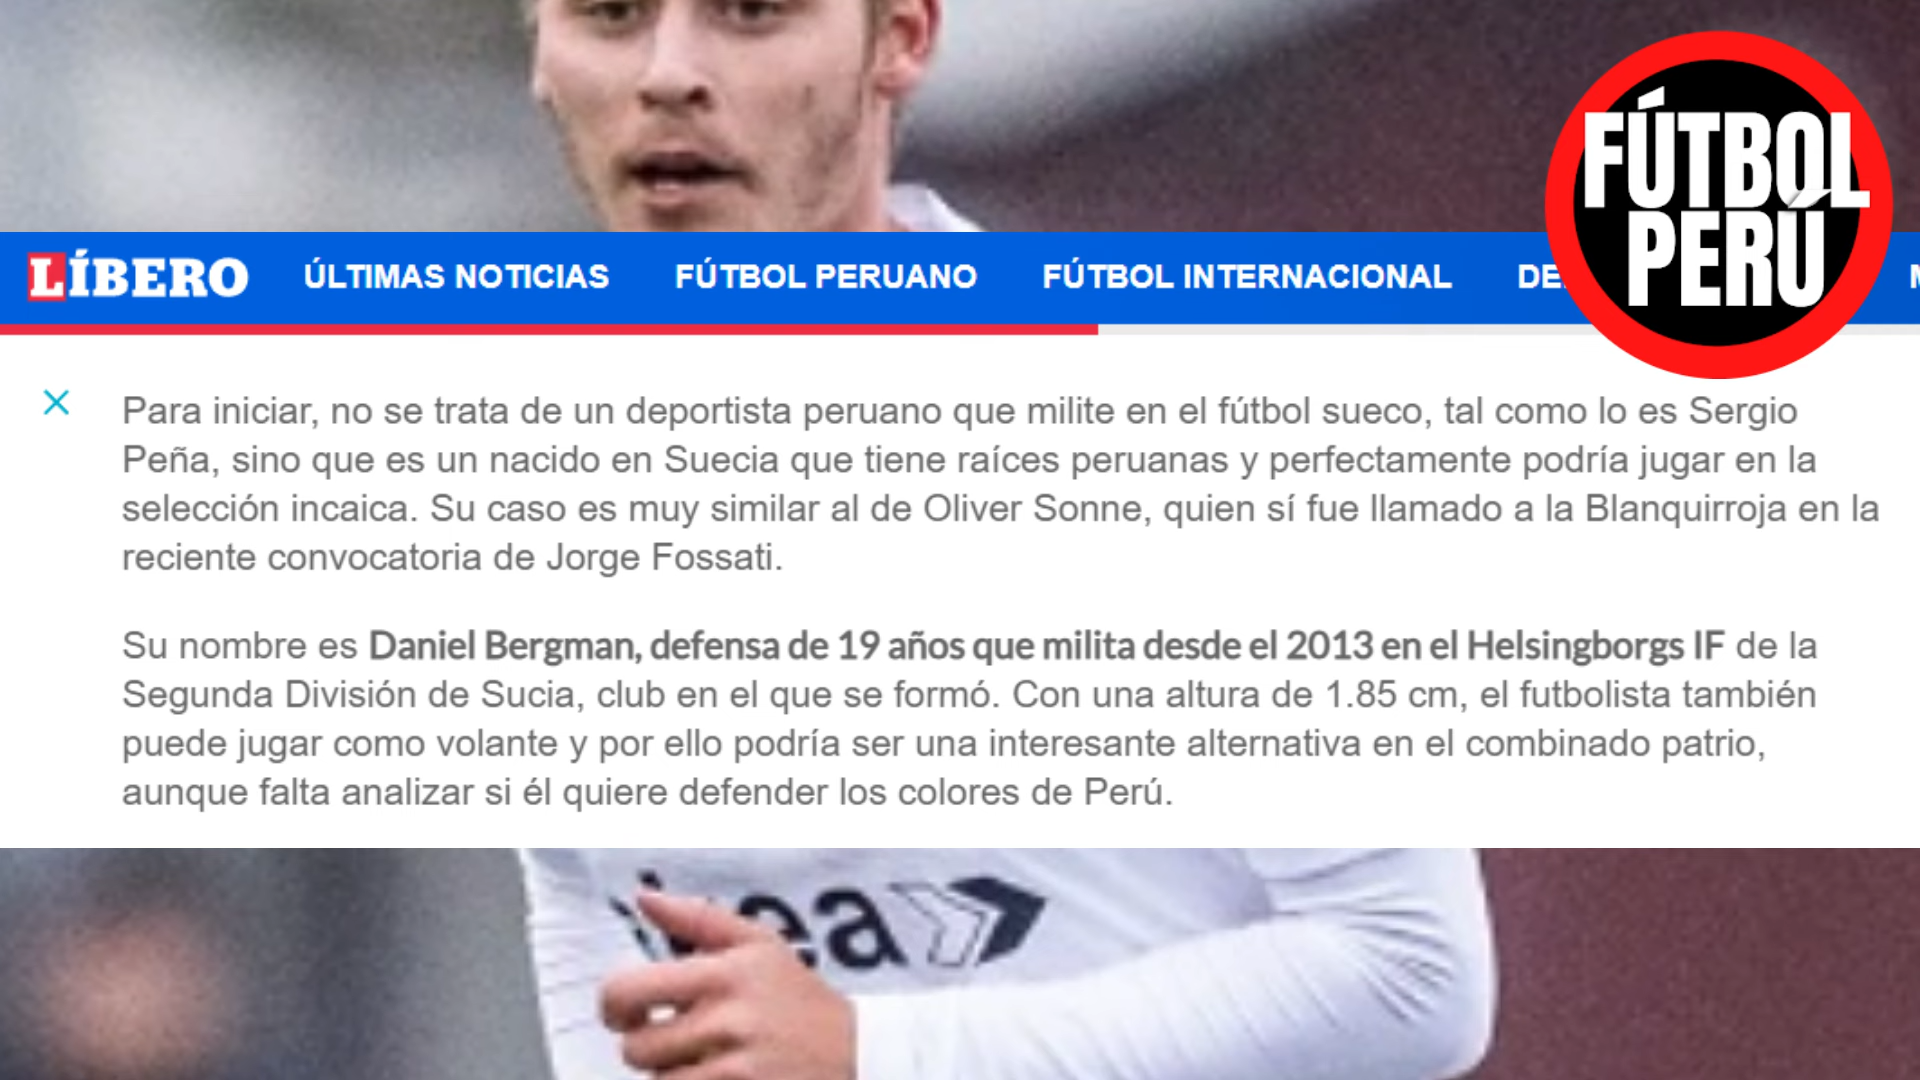 FÚTBOL
PERÚ
LÍBERO ÚLTIMAS NOTICIAS FÚTBOL PERUANO FÚTBOL INTERNACIONAL DE
Para iniciar, no se trata de un deportista peruano que milite en el fútbol sueco, tal como lo es Sergio
Peña, sino que es un nacido en Suecia que tiene raíces peruanas y perfectamente podría jugar en la
selección incaica. Su caso es muy similar al de Oliver Sonne, quien sí fue llamado a la Blanquirroja en la
reciente convocatoria de Jorge Fossati.
Su nombre es Daniel Bergman, defensa de 19 años que milita desde el 2013 en el Helsingborgs IF de la
Segunda División de Sucia, club en el que se formó. Con una altura de 1.85 cm, el futbolista también
puede jugar como volante y por ello podría ser una interesante alternativa en el combinado patrio,
aunque falta analizar si él quiere defender los colores de Perú.